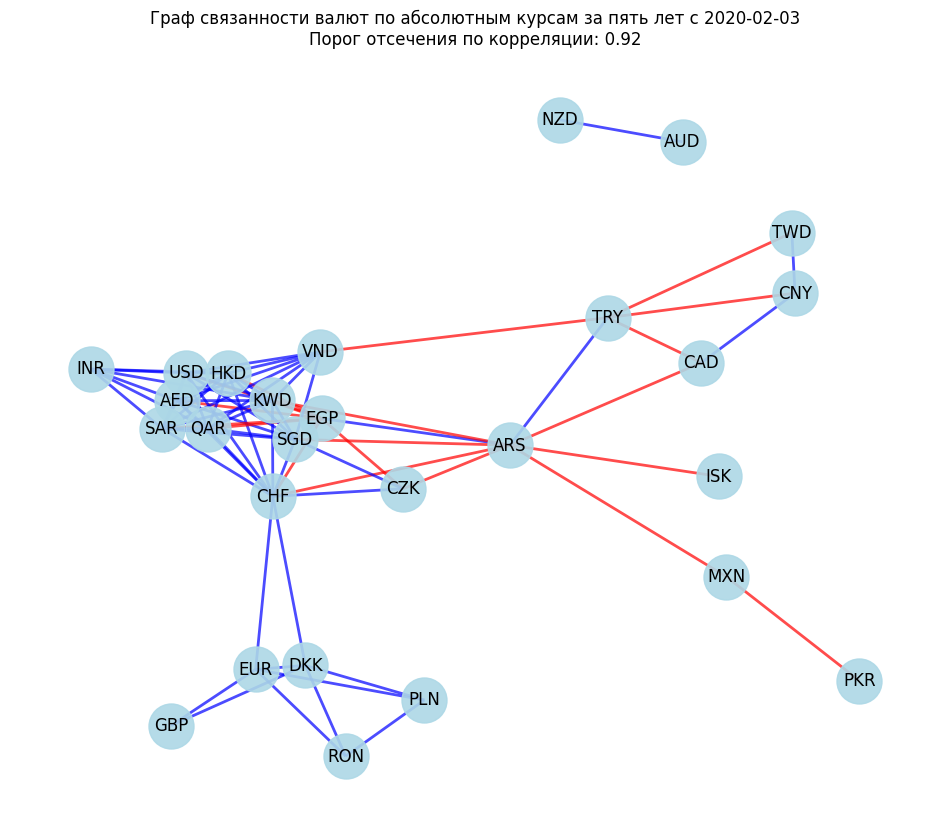 Граф связанности валют по абсолютным курсам за пять лет с 2020-02-03
Порог отсечения по корреляции: 0.92
NZD
AUD
TWD
CNY
TRY
VND
CAD
INR
USD
HKD
AED
KWD
EGP
SAR
QAR
SGD
ARS
ISK
CZK
CHF
MXN
EUR
DKK
PKR
PLN
GBP
RON